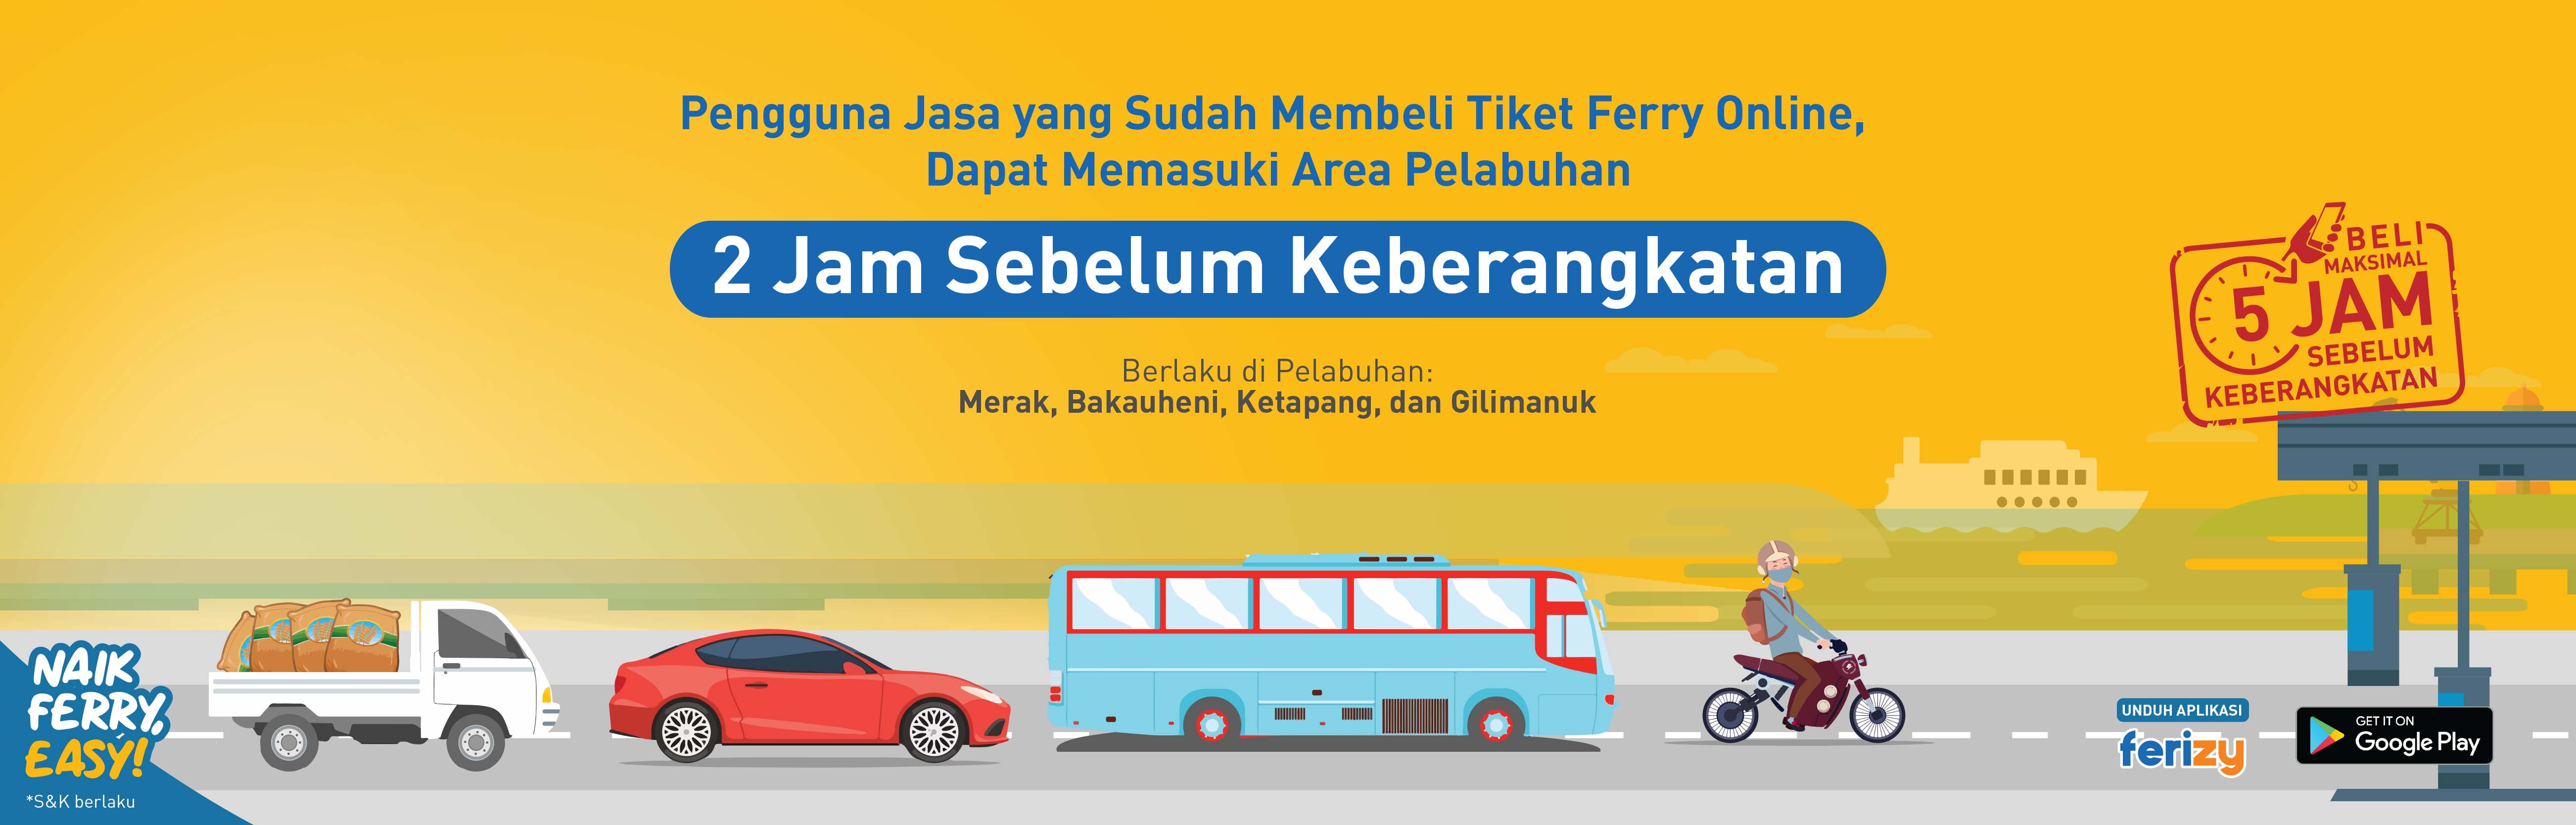 Pengguna Jasa yang Sudah Membeli Tiket Ferry Online,
Dapat Memasuki Area Pelabuhan
2 Jam Sebelum Keberangkatan
Berlaku di Pelabuhan:
Merak, Bakauheni, Ketapang, dan Gilimanuk
BELI
MAKSIMAL
5 JAM
SEBELUM
KEBERANGKATAN
NAIK
FERRY,
EASY!
*S&K berlaku
UNDUH APLIKASI
ferizy
GET IT ON
Google Play